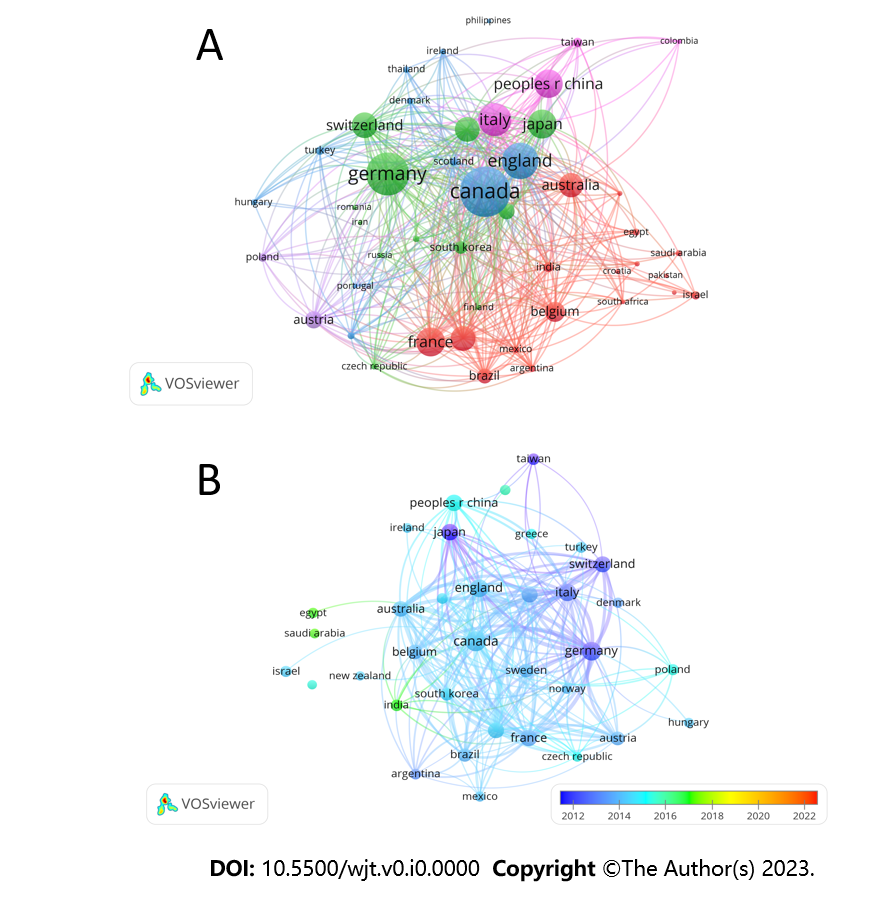 A
philippines
ireland
taiwan
colombia
thailand
peoples r china
denmark
switzerland
italy
japan
turkey
scotland
england
germany
canada
australia
hungary
romania
iran
egypt
south korea
russia
saudi arabia
poland
india
croatia
pakistan
portugal
israel
south africa
finland
belgium
austria
france
mexico
czech republic
brazil
argentina
VOSviewer
B
taiwan
peoples r china
ireland
japan
greece
turkey
switzerland
england
italy
denmark
australia
egypt
saudi arabia
canada
belgium
germany
israel
new zealand
sweden
poland
south korea
norway
india
hungary
france
austria
brazil
czech republic
argentina
mexico
VOSviewer
2012 2014 2016 2018 2020 2022
DOI: 10.5500/wjt.v0.i0.0000 Copyright ©The Author(s) 2023.